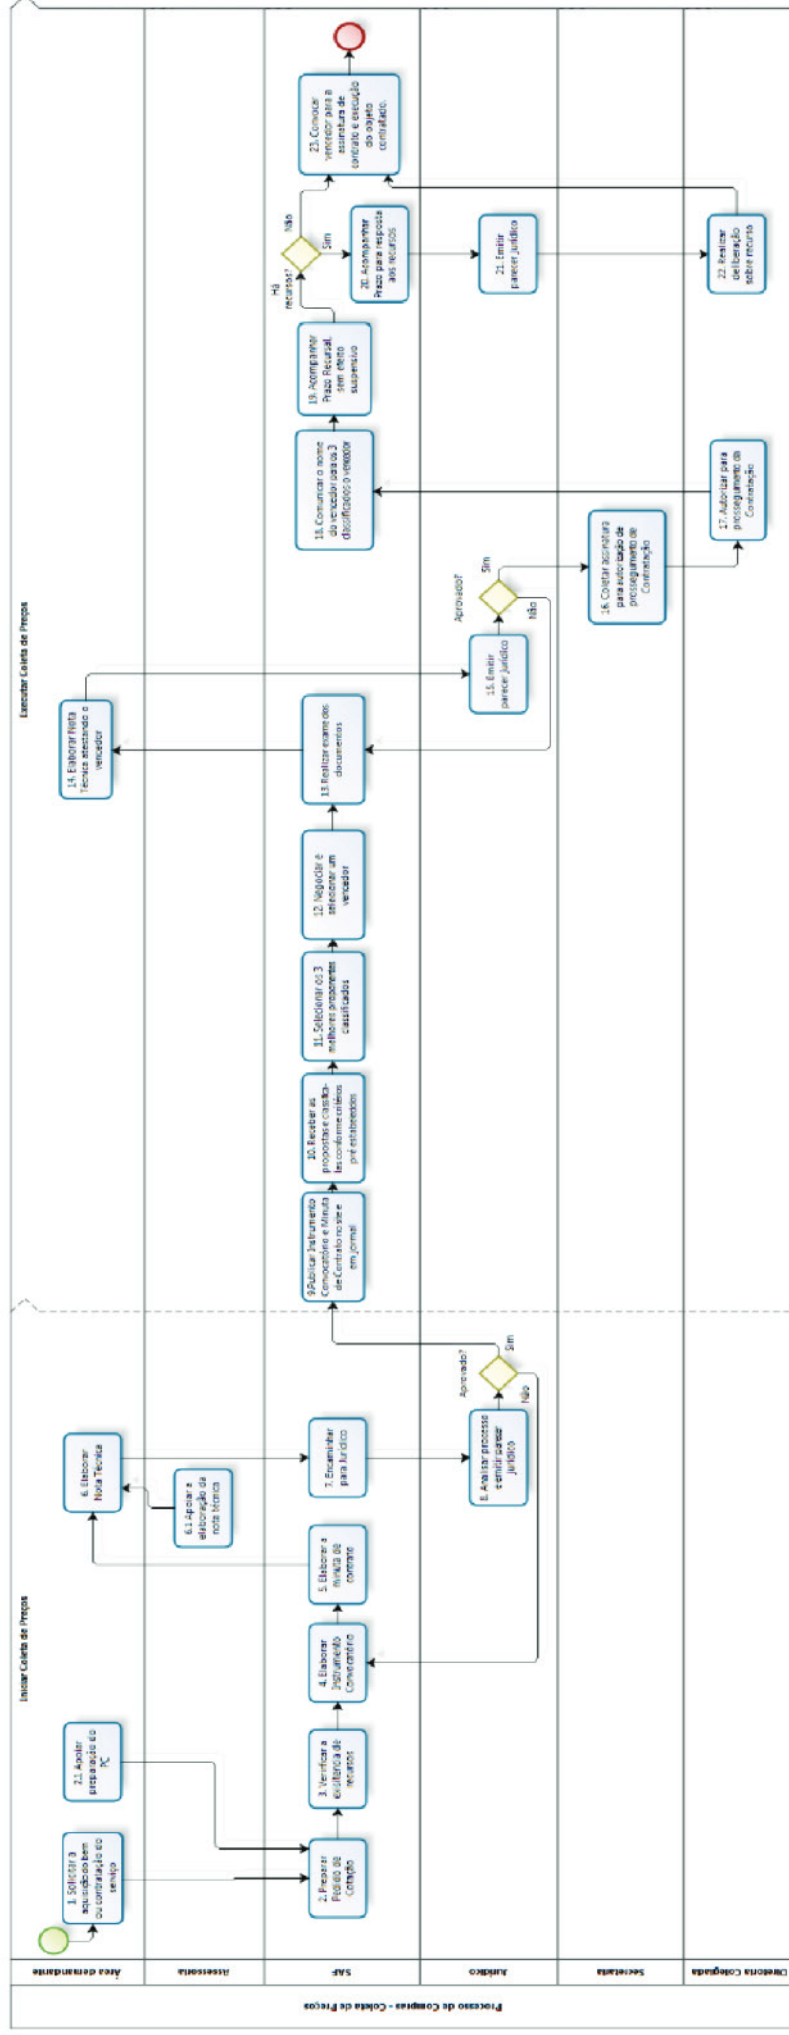 Processo de Compras - Coleta de Preços
Área demandante
Assessoria
SAF
Jurídico
Secretaria
Diretoria Colegiada
Iniciar Coleta de Preços
1. Solicitar a
aquisição do bem
ou contratação do
serviço
2.1 Apoiar
preparação do
PC
2. Preparar
Pedido de
Cotação
3. Verificar a
existência de
recursos
4. Elaborar
Instrumento
Convocatório
5. Elaborar a
minuta de
contrato
6. Elaborar
Nota Técnica
6.1 Apoiar a
elaboração da
nota técnica
7. Encaminhar
para Jurídico
8. Analisar processo
e emitir parecer
jurídico
Aprovado?
Sim
Não
Executar Coleta de Preços
9.Publicar Instrumento
Convocatório e Minuta
de Contrato no site e
em jornal
10. Receber as
propostas e classifica-
las conforme critérios
pré estabelecidos
11. Selecionar os 3
melhores proponentes
classificados
12. Negociar e
selecionar um
vencedor
13. Realizar exame dos
documentos
14. Elaborar Nota
Técnica atestando o
vencedor
15. Emitir
parecer jurídico
Aprovado?
Sim
Não
16. Coletar assinatura
para autorização de
prosseguimento de
Contratação
17. Autorizar para
prosseguimento da
Contratação
18. Comunicar o nome
do vencedor para os 3
classificados o vencedor
19. Acompanhar
Prazo Recursal,
sem efeito
suspensivo
Há
recursos?
Não
Sim
20. Acompanhar
Prazo para resposta
aos recursos
21. Emitir
parecer jurídico
22. Realizar
deliberação
sobre recurso
23. Convocar
vencedor para a
assinatura de
contrato e execução
do objeto
contratado.